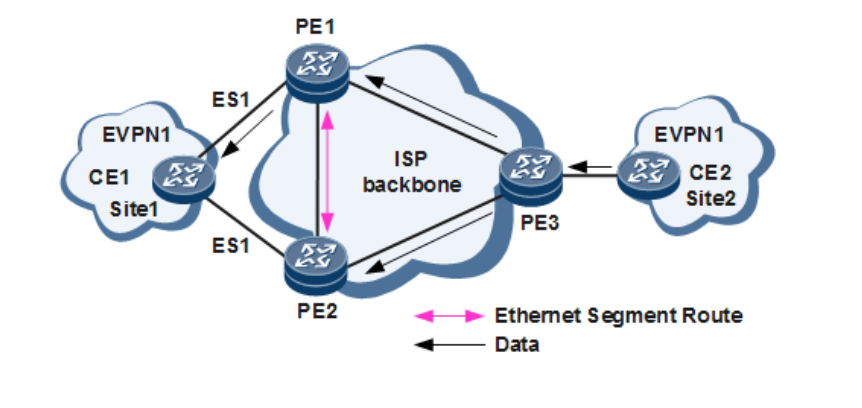 PE1
ES1
EVPN1
CE1
Site1
ISP
backbone
EVPN1
CE2
Site2
PE3
ES1
PE2
Ethernet Segment Route
Data